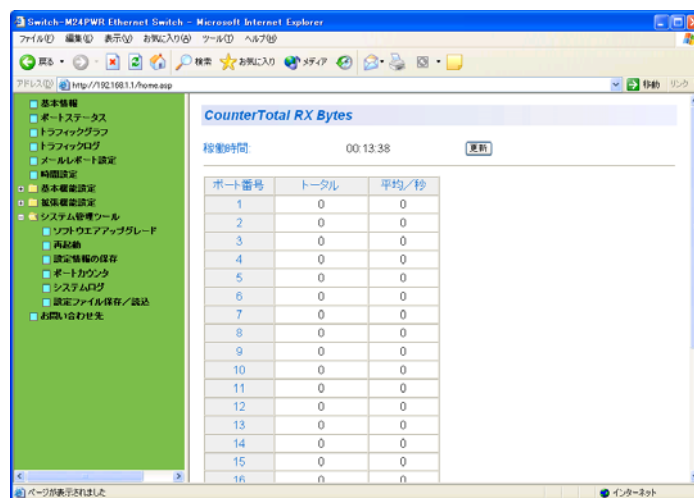 Switch-M24PWR Ethernet Switch - Microsoft Internet Explorer
ファイル(F) 編集(E) 表示(V) お気に入り(A) ツール(T) ヘルプ(H)
戻る 検索 お気に入り メディア
アドレス(D) http://192.168.1.1/home.asp 移動 リンク
基本情報
ポートステータス
トラフィックグラフ
トラフィックログ
メールレポート設定
時間設定
基本機能設定
拡張機能設定
システム管理ツール
ソフトウエアアップグレード
再起動
設定情報の保存
ポートカウンタ
システムログ
設定ファイル保存/読込
お問い合わせ先
CounterTotal RX Bytes
稼働時間: 00:13:38 更新
ポート番号 トータル 平均/秒
1 0 0
2 0 0
3 0 0
4 0 0
5 0 0
6 0 0
7 0 0
8 0 0
9 0 0
10 0 0
11 0 0
12 0 0
13 0 0
14 0 0
15 0 0
16 0 0
ページが表示されました インターネット